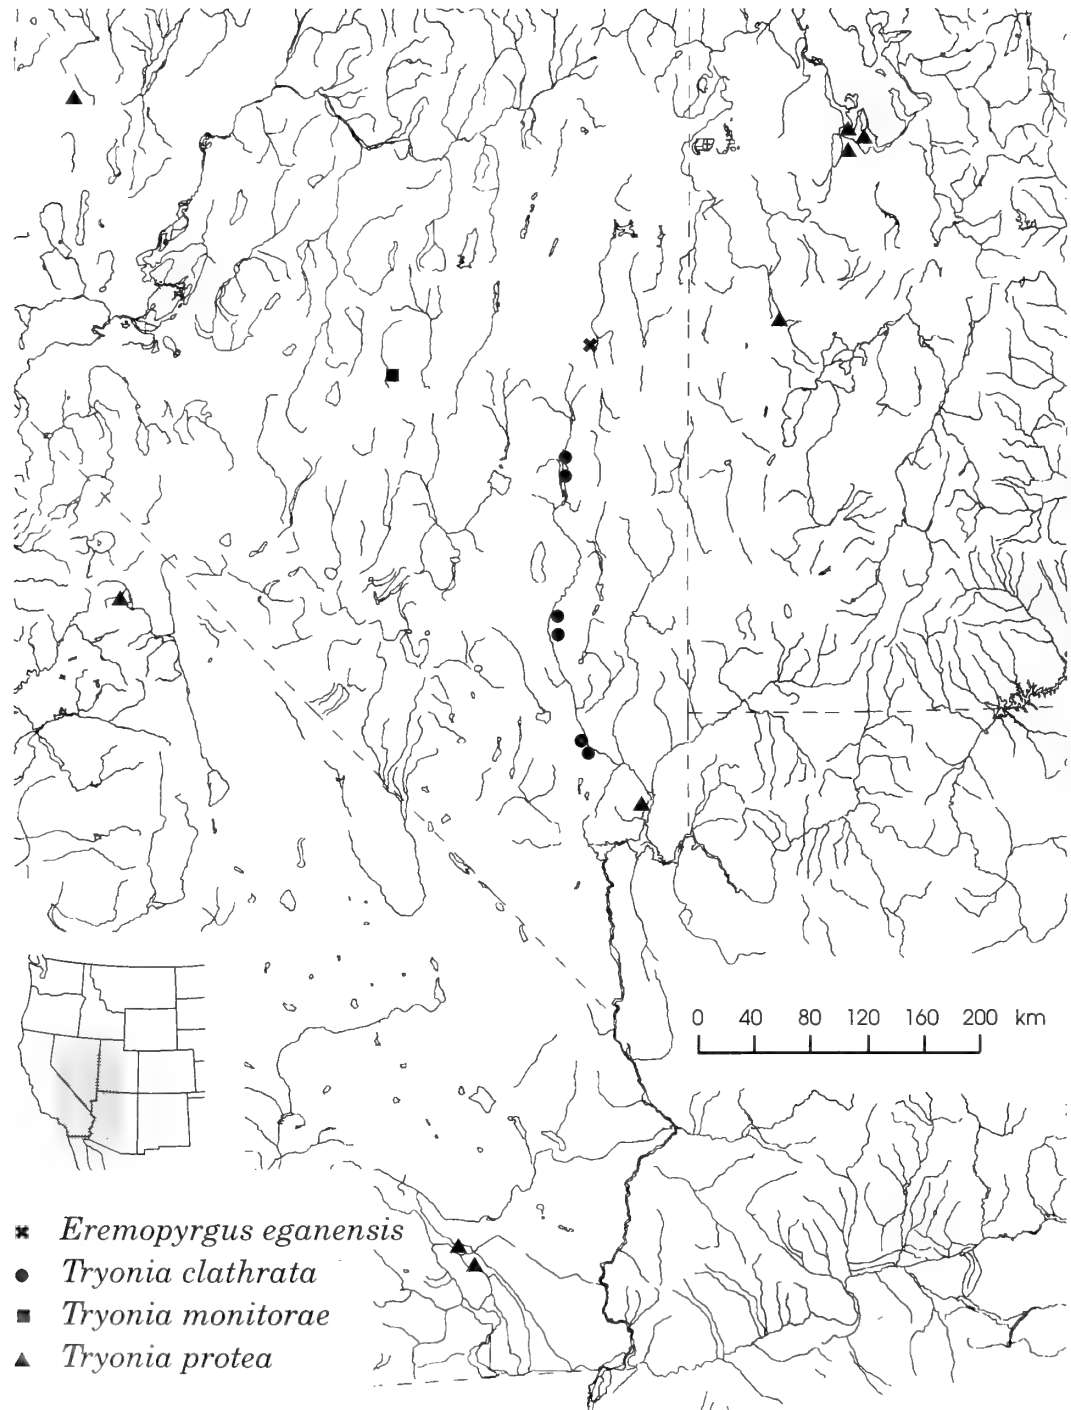 0 40 80 120 160 200 km
Eremopyrgus eganensis
Tryonia clathrata
Tryonia monitorae
Tryonia protea